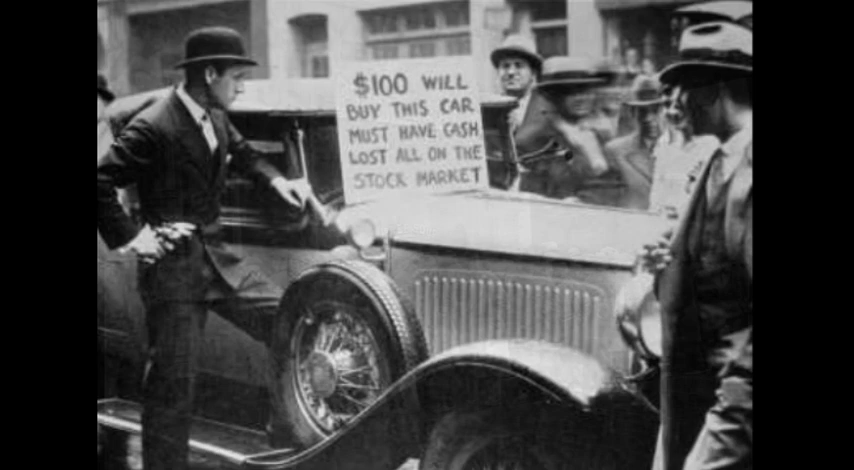 $100 WILL
BUY THIS CAR
MUST HAVE CASH
LOST ALL ON THE
STOCK MARKET